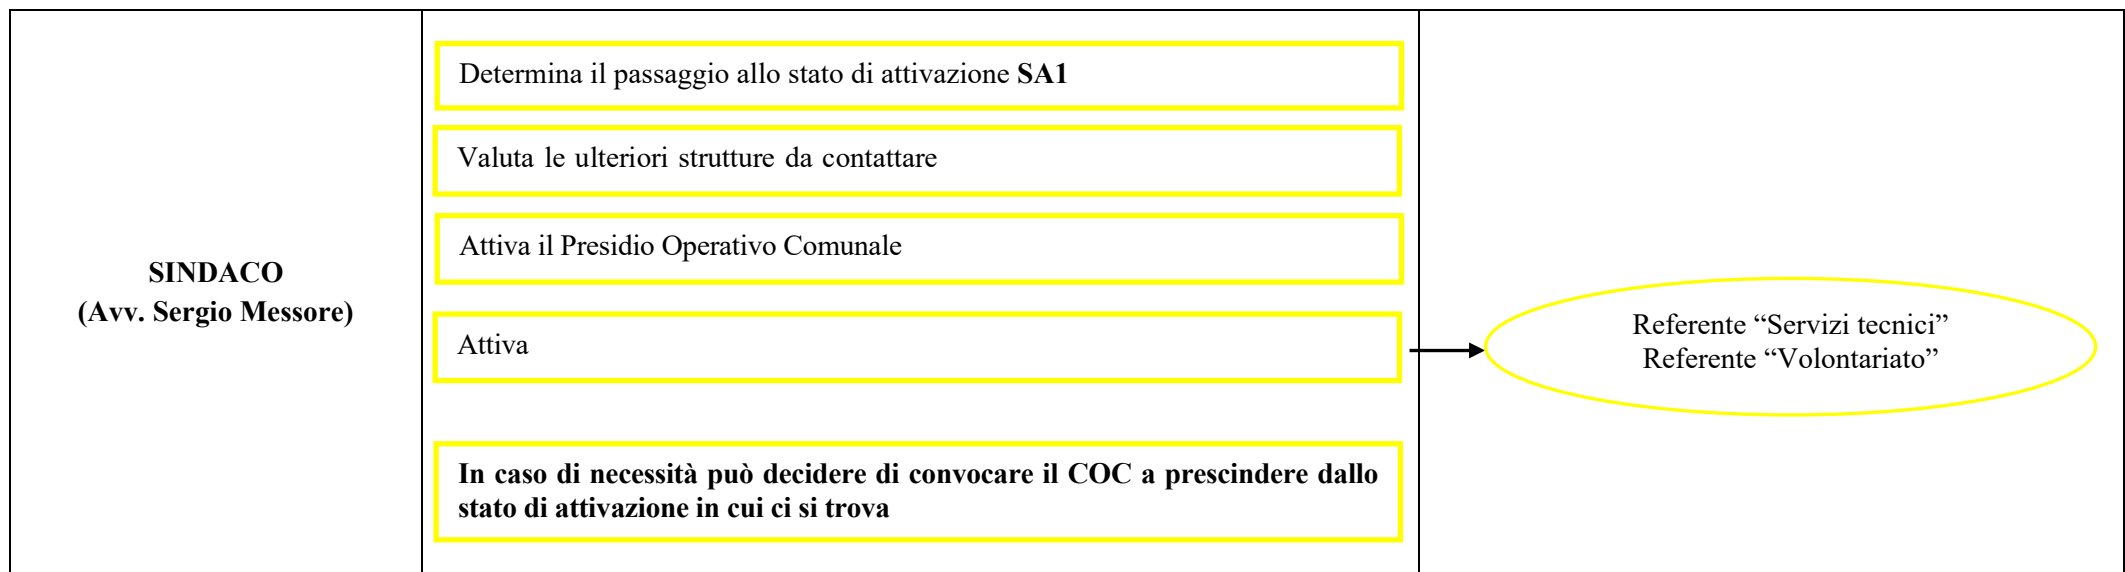 SINDACO
(Avv. Sergio Messore)
Determina il passaggio allo stato di attivazione SA1
Valuta le ulteriori strutture da contattare
Attiva il Presidio Operativo Comunale
Attiva
In caso di necessità può decidere di convocare il COC a prescindere dallo
stato di attivazione in cui ci si trova
Referente “Servizi tecnici”
Referente “Volontariato”